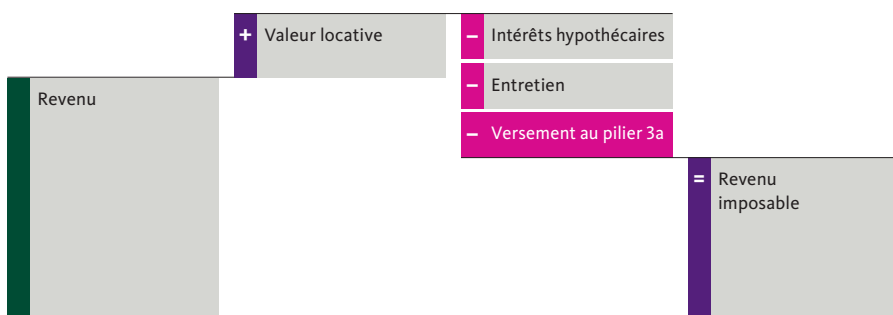 + Valeur locative
– Intérêts hypothécaires
– Entretien
Revenu
– Versement au pilier 3a
= Revenu
imposable